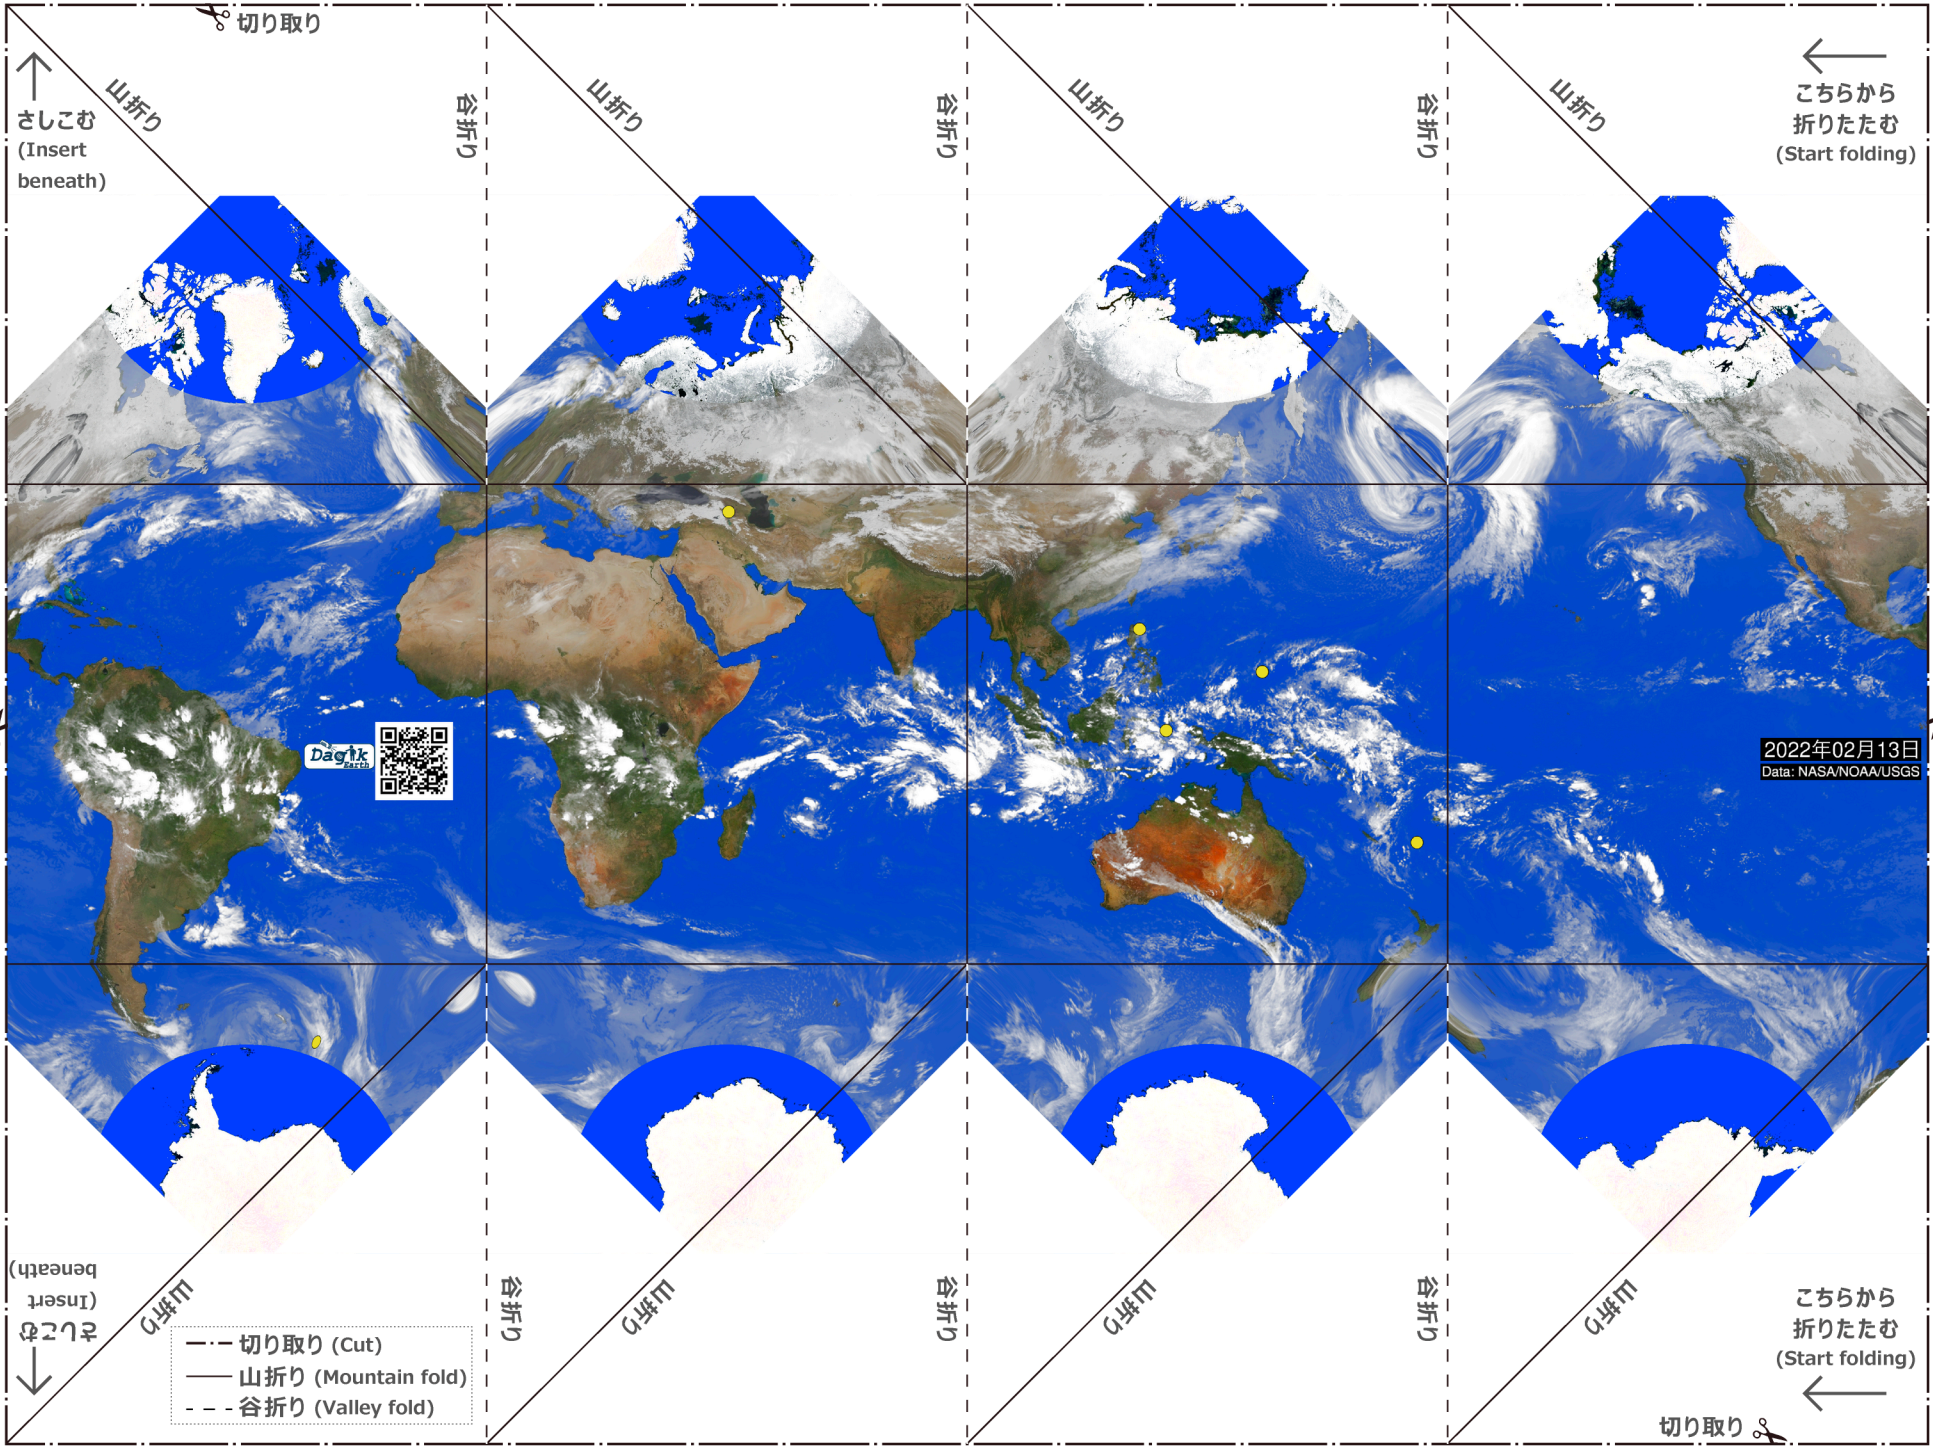 切り取り
山折り
谷折り
山折り
谷折り
山折り
谷折り
山折り
さしこむ
(Insert
beneath)
こちらから
折りたたむ
(Start folding)
Dagik
Earth
2022年02月13日
Data: NASA/NOAA/USGS
さしこむ
(Insert
beneath)
山折り
谷折り
山折り
谷折り
山折り
谷折り
山折り
こちらから
折りたたむ
(Start folding)
切り取り (Cut)
山折り (Mountain fold)
谷折り (Valley fold)
切り取り